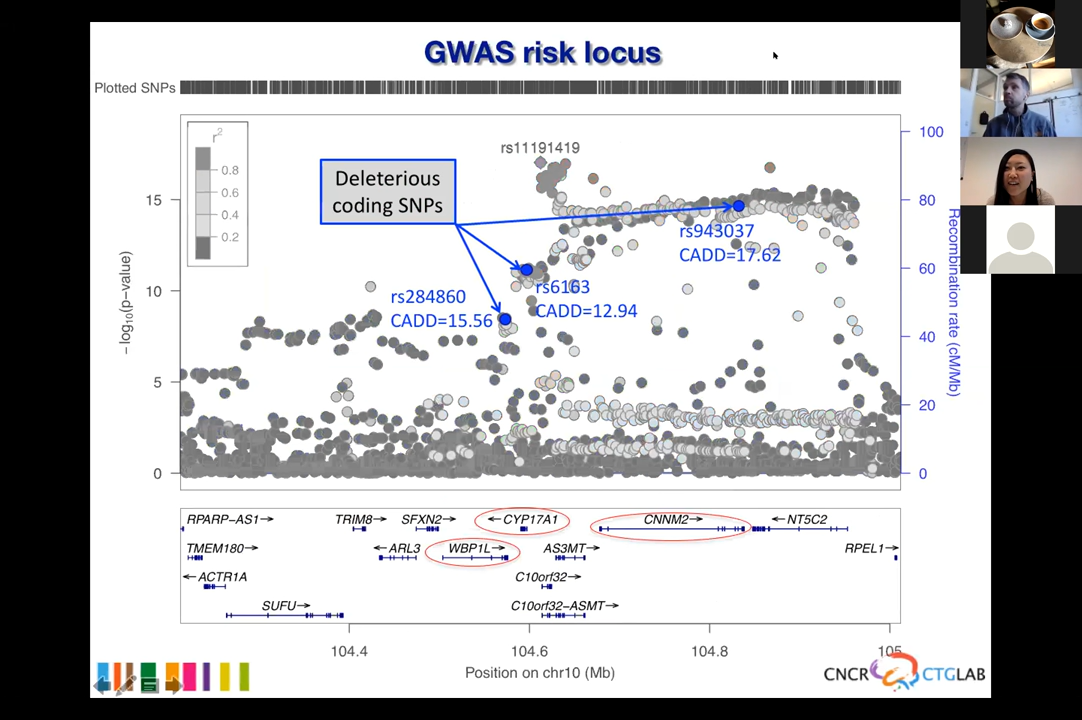 GWAS risk locus
Plotted SNPs
r²
0.8
0.6
0.4
0.2
rs11191419
Deleterious
coding SNPs
rs943037
CADD=17.62
rs6163
CADD=12.94
rs284860
CADD=15.56
− log10(p−value)
15
10
5
0
100
80
60
40
20
0
Recombination rate (cM/Mb)
RPARP−AS1→ TRIM8→ SFXN2→ ←CYP17A1 CNNM2→ ←NT5C2
TMEM180→ ←ARL3 WBP1L→ AS3MT→ RPEL1→
←ACTR1A C10orf32→
SUFU→ C10orf32−ASMT→
104.4 104.6 104.8 105
Position on chr10 (Mb)
CNCR CTGLAB